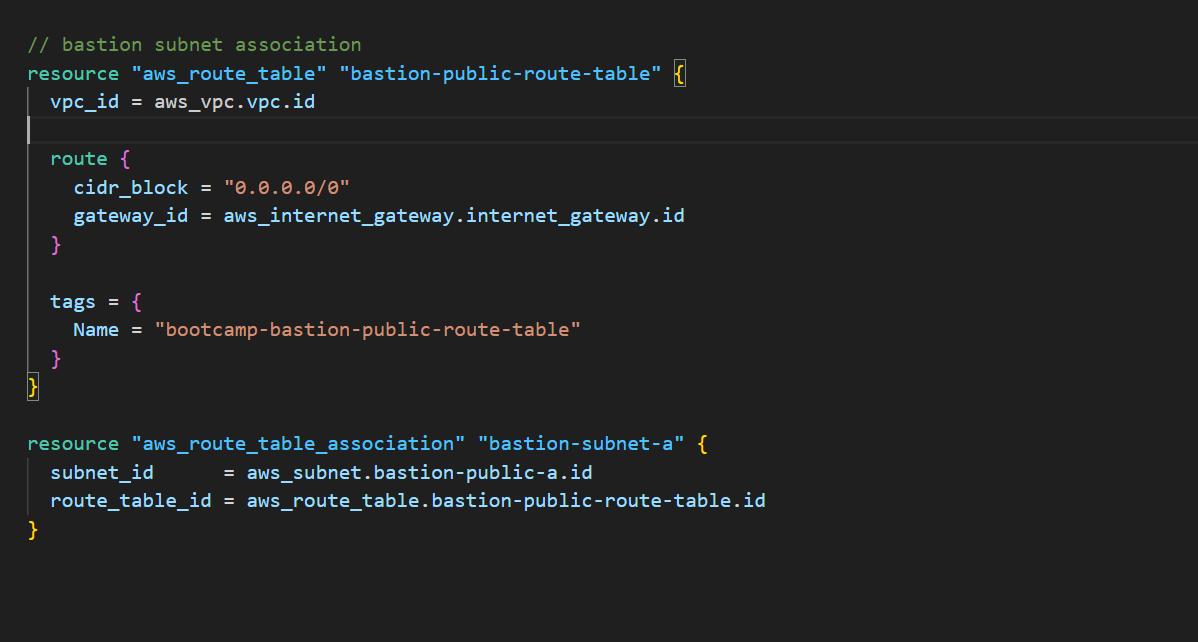 // bastion subnet association
resource "aws_route_table" "bastion-public-route-table" {
  vpc_id = aws_vpc.vpc.id

  route {
    cidr_block = "0.0.0.0/0"
    gateway_id = aws_internet_gateway.internet_gateway.id
  }

  tags = {
    Name = "bootcamp-bastion-public-route-table"
  }
}

resource "aws_route_table_association" "bastion-subnet-a" {
  subnet_id      = aws_subnet.bastion-public-a.id
  route_table_id = aws_route_table.bastion-public-route-table.id
}